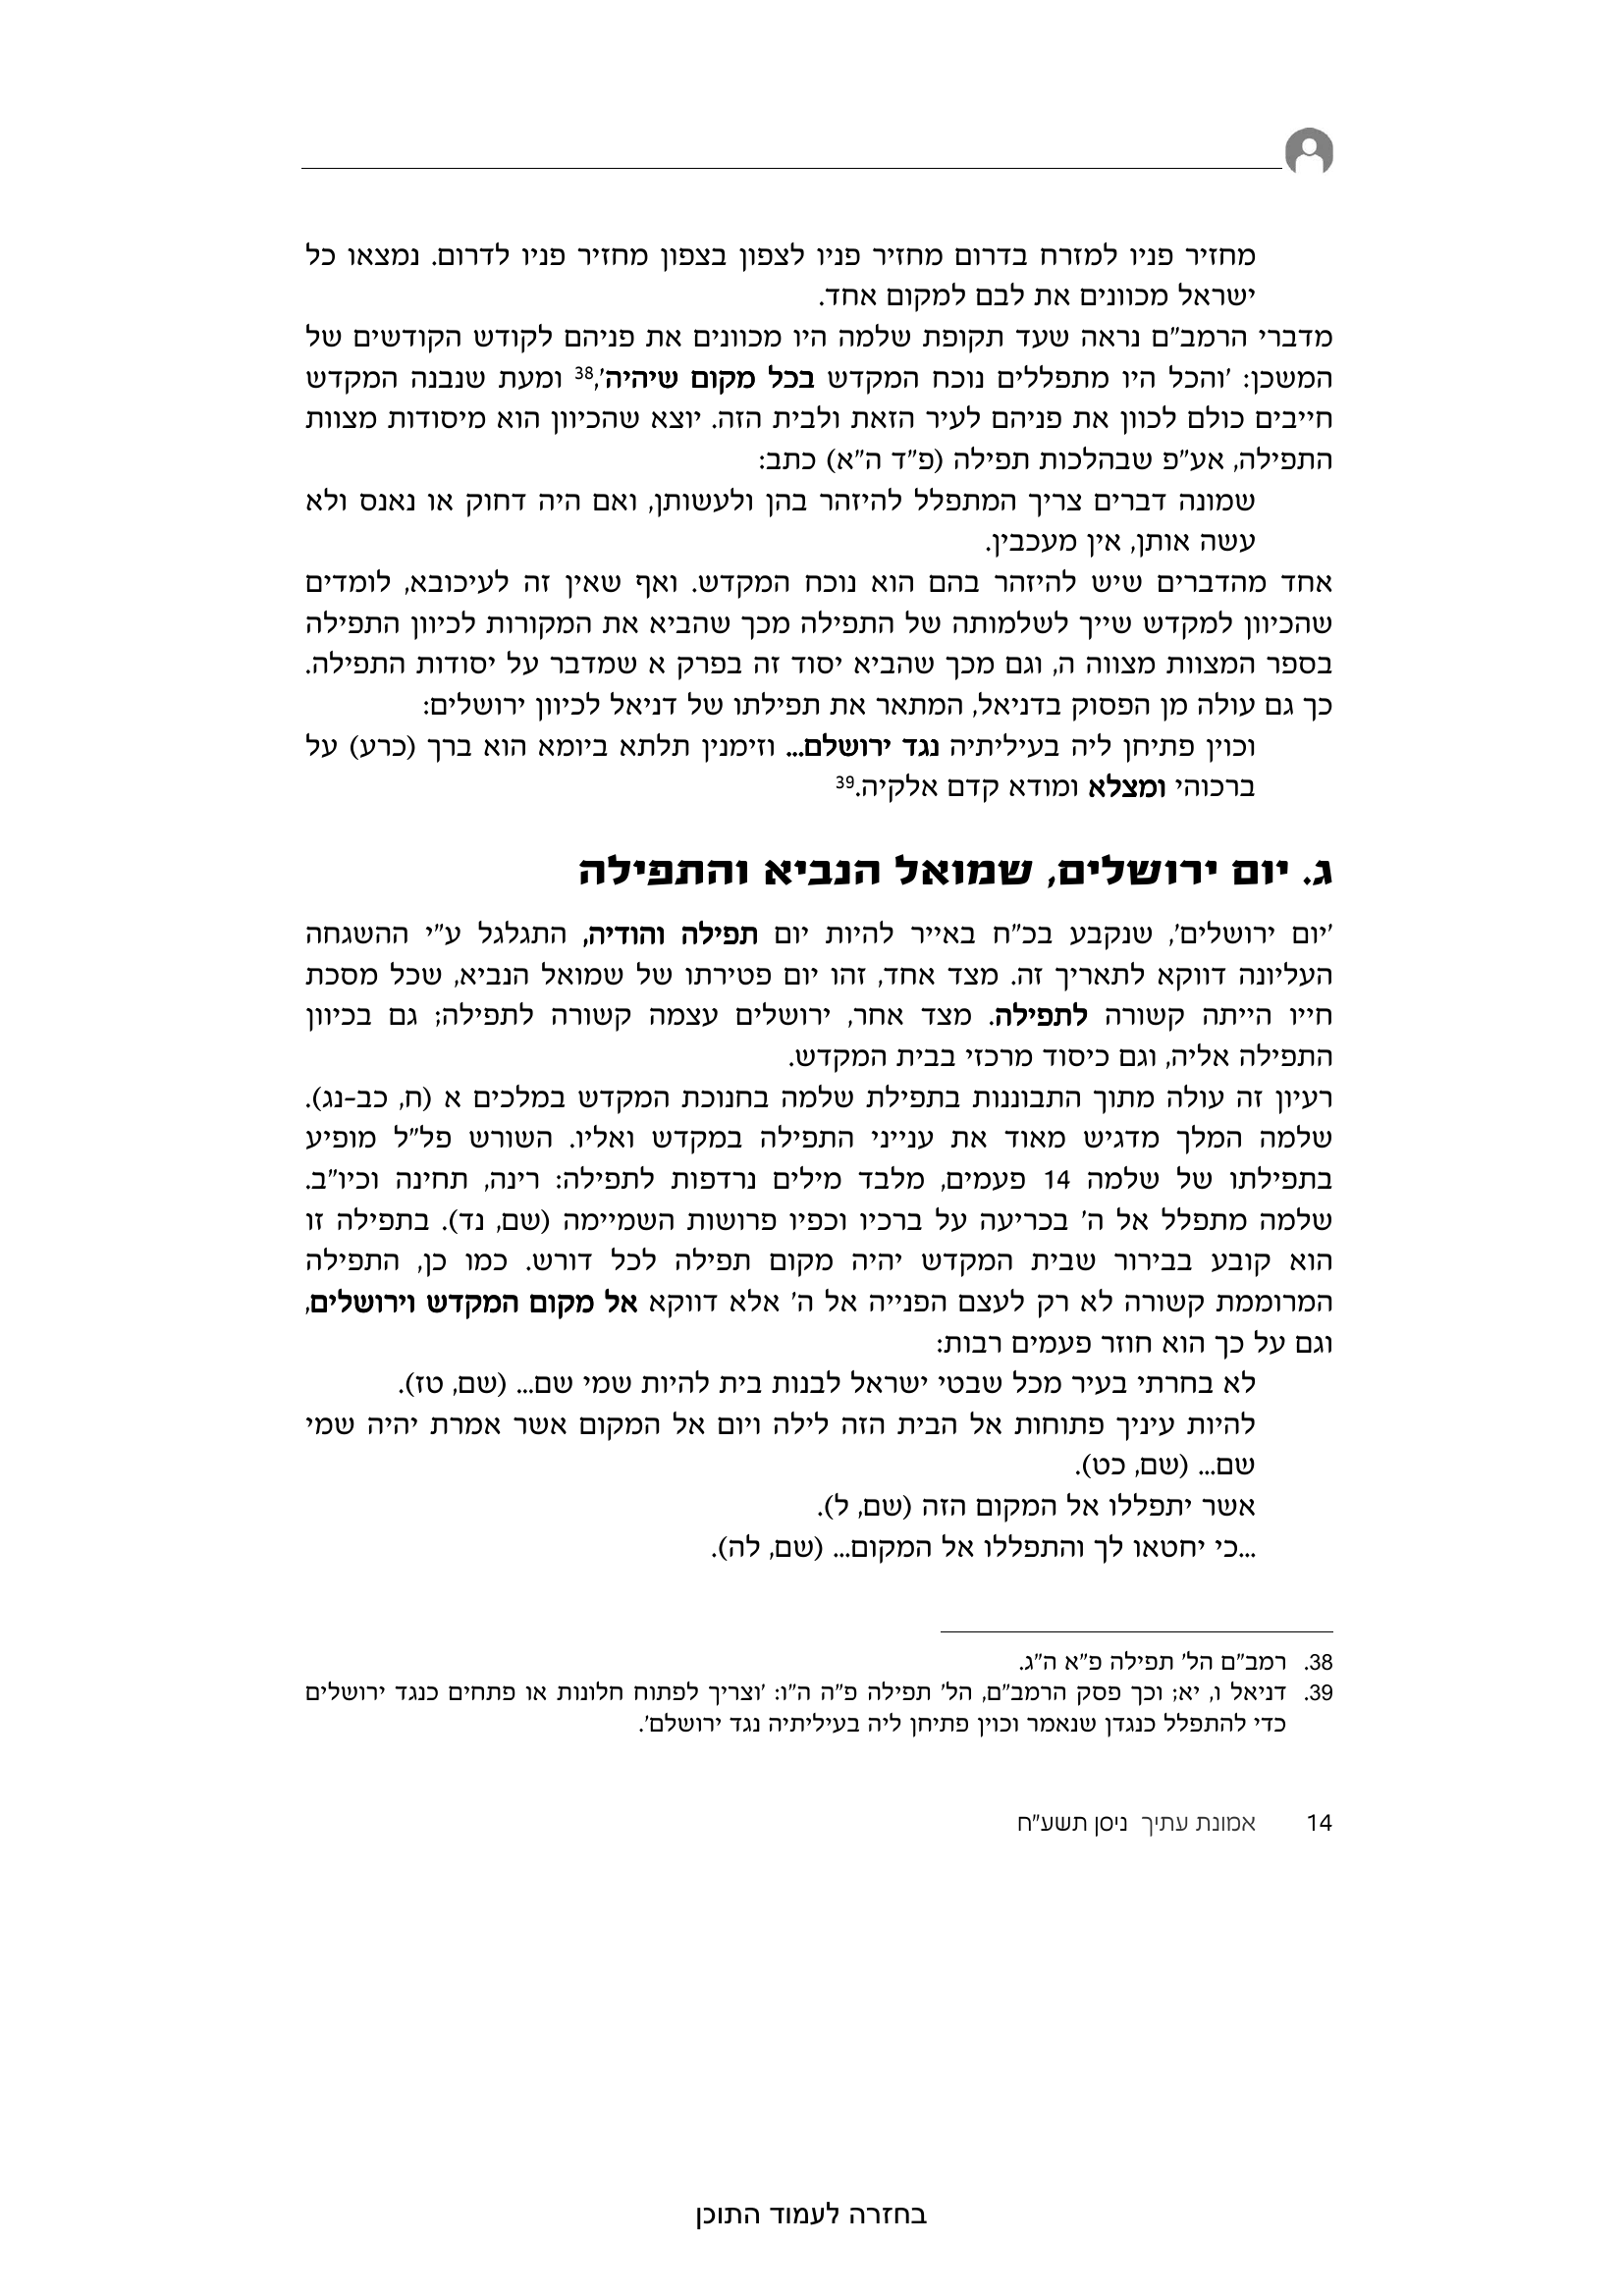 מחזיר פניו למזרח בדרום מחזיר פניו לצפון בצפון מחזיר פניו לדרום. נמצאו כל
ישראל מכוונים את לבם למקום אחד.
מדברי הרמב"ם נראה שעד תקופת שלמה היו מכוונים את פניהם לקודש הקודשים של
המשכן: 'והכל היו מתפללים נוכח המקדש בכל מקום שיהיה',38 ומעת שנבנה המקדש
חייבים כולם לכוון את פניהם לעיר הזאת ולבית הזה. יוצא שהכיוון הוא מיסודות מצוות
התפילה, אע"פ שבהלכות תפילה (פ"ד ה"א) כתב:
שמונה דברים צריך המתפלל להיזהר בהן ולעשותן, ואם היה דחוק או נאנס ולא
עשה אותן, אין מעכבין.
אחד מהדברים שיש להיזהר בהם הוא נוכח המקדש. ואף שאין זה לעיכובא, לומדים
שהכיוון למקדש שייך לשלמותה של התפילה מכך שהביא את המקורות לכיוון התפילה
בספר המצוות מצווה ה, וגם מכך שהביא יסוד זה בפרק א שמדבר על יסודות התפילה.
כך גם עולה מן הפסוק בדניאל, המתאר את תפילתו של דניאל לכיוון ירושלים:
וכוין פתיחן ליה בעיליתיה נגד ירושלם... וזימנין תלתא ביומא הוא ברך (כרע) על
ברכוהי ומצלא ומודא קדם אלקיה.39
ג. יום ירושלים, שמואל הנביא והתפילה
'יום ירושלים', שנקבע בכ"ח באייר להיות יום תפילה והודיה, התגלגל ע"י ההשגחה
העליונה דווקא לתאריך זה. מצד אחד, זהו יום פטירתו של שמואל הנביא, שכל מסכת
חייו הייתה קשורה לתפילה. מצד אחר, ירושלים עצמה קשורה לתפילה; גם בכיוון
התפילה אליה, וגם כיסוד מרכזי בבית המקדש.
רעיון זה עולה מתוך התבוננות בתפילת שלמה בחנוכת המקדש במלכים א (ח, כב-נג).
שלמה המלך מדגיש מאוד את ענייני התפילה במקדש ואליו. השורש פל"ל מופיע
בתפילתו של שלמה 14 פעמים, מלבד מילים נרדפות לתפילה: רינה, תחינה וכיו"ב.
שלמה מתפלל אל ה' בכריעה על ברכיו וכפיו פרושות השמיימה (שם, נד). בתפילה זו
הוא קובע בבירור שבית המקדש יהיה מקום תפילה לכל דורש. כמו כן, התפילה
המרוממת קשורה לא רק לעצם הפנייה אל ה' אלא דווקא אל מקום המקדש וירושלים,
וגם על כך הוא חוזר פעמים רבות:
לא בחרתי בעיר מכל שבטי ישראל לבנות בית להיות שמי שם... (שם, טז).
להיות עיניך פתוחות אל הבית הזה לילה ויום אל המקום אשר אמרת יהיה שמי
שם... (שם, כט).
אשר יתפללו אל המקום הזה (שם, ל).
...כי יחטאו לך והתפללו אל המקום... (שם, לה).
38. רמב"ם הל' תפילה פ"א ה"ג.
39. דניאל ו, יא; וכך פסק הרמב"ם, הל' תפילה פ"ה ה"ו: 'וצריך לפתוח חלונות או פתחים כנגד ירושלים
כדי להתפלל כנגדן שנאמר וכוין פתיחן ליה בעיליתיה נגד ירושלם'.
14 אמונת עתיך ניסן תשע"ח
בחזרה לעמוד התוכן